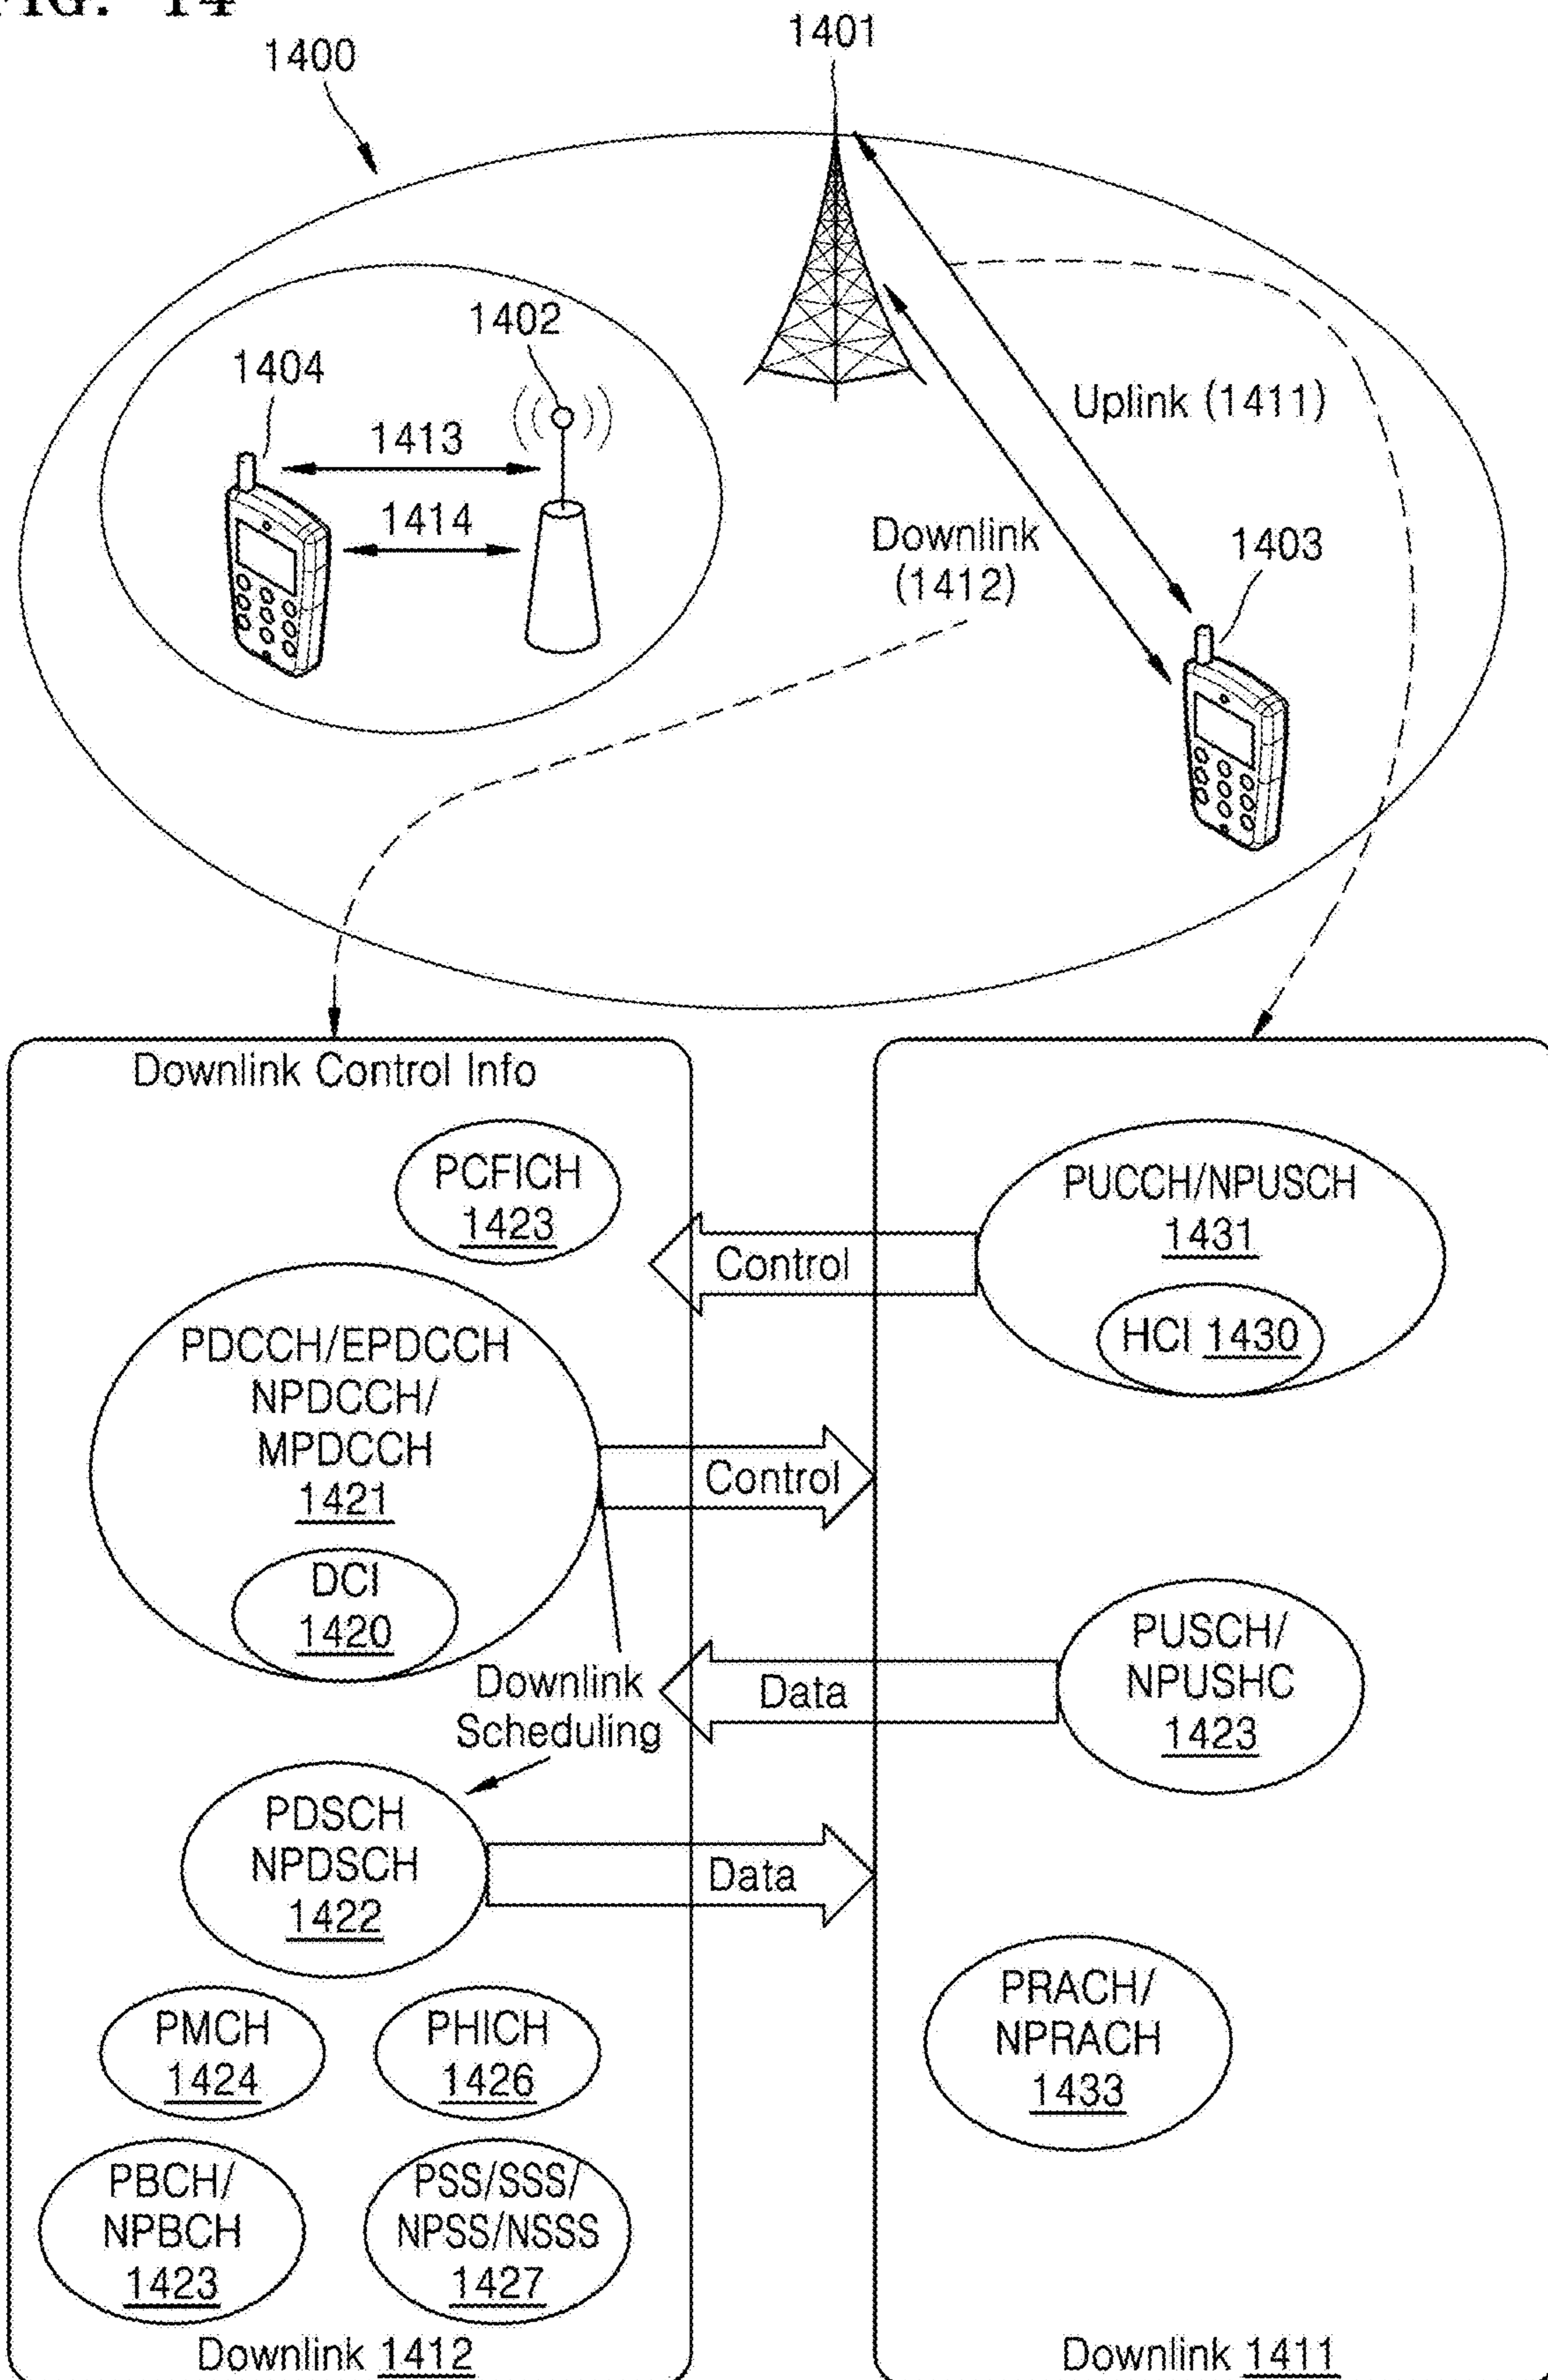 FIG. 14
1400
1401
1402
1404
1413
1414
Uplink (1411)
Downlink
(1412)
1403
Downlink Control Info
PCFICH
1423
PUCCH/NPUSCH
1431
HCI 1430
Control
PDCCH/EPDCCH
NPDCCH/
MPDCCH
1421
DCI
1420
Control
PUSCH/
NPUSHC
1423
Data
Downlink
Scheduling
PDSCH
NPDSCH
1422
Data
PRACH/
NPRACH
1433
PMCH
1424
PHICH
1426
PBCH/
NPBCH
1423
PSS/SSS/
NPSS/NSSS
1427
Downlink 1412
Downlink 1411